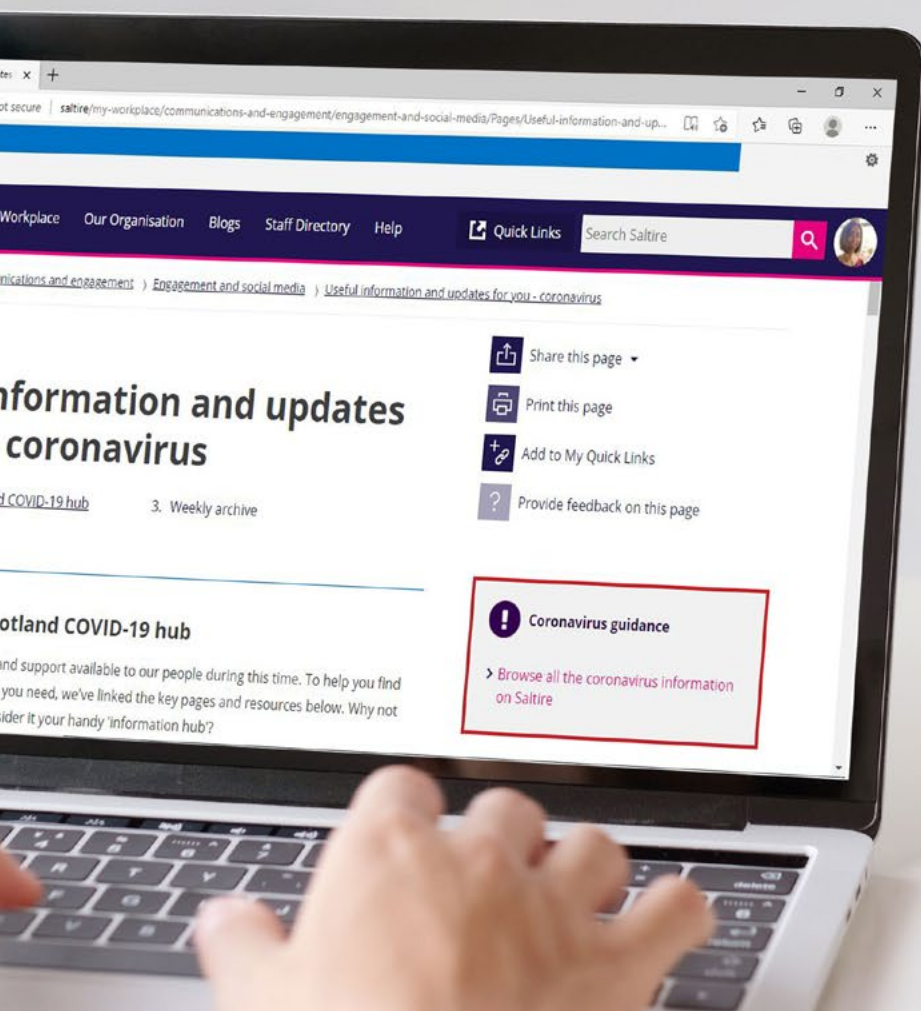 tes × +
ot secure | saltire/my-workplace/communications-and-engagement/engagement-and-social-media/Pages/Useful-information-and-up...
Workplace Our Organisation Blogs Staff Directory Help Quick Links Search Saltire
nications and engagement > Engagement and social media > Useful information and updates for you - coronavirus
Share this page
Print this page
Add to My Quick Links
Provide feedback on this page
nformation and updates
coronavirus
d COVID-19 hub 3. Weekly archive
otland COVID-19 hub
and support available to our people during this time. To help you find
you need, we've linked the key pages and resources below. Why not
sider it your handy 'information hub'?
! Coronavirus guidance
> Browse all the coronavirus information
on Saltire
delete
return
R T Y
F G J
V B